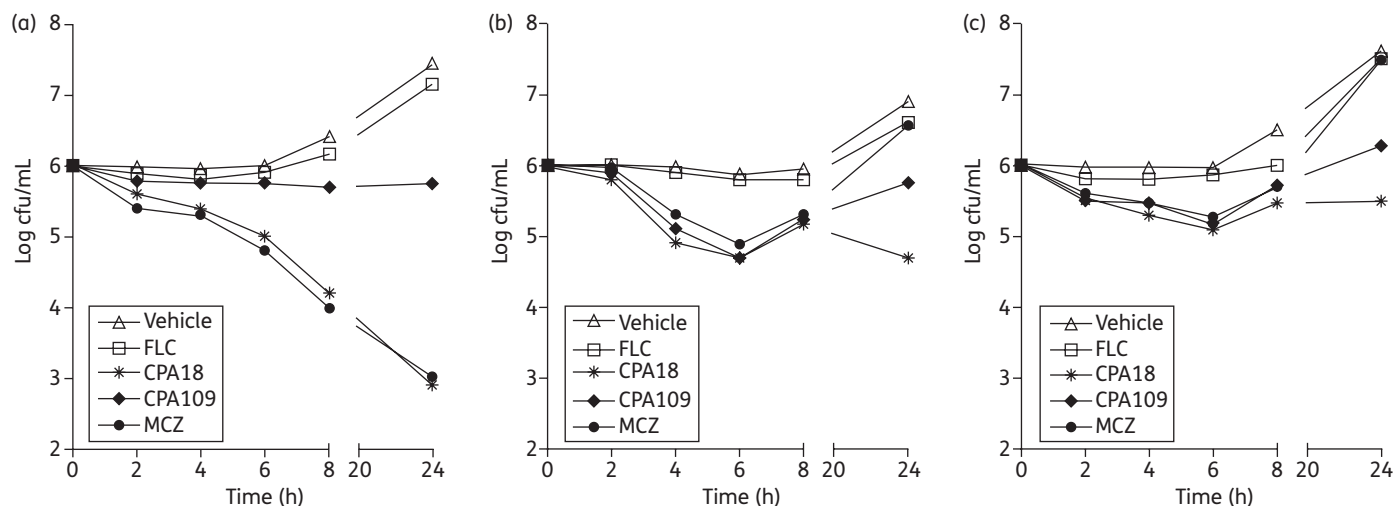 (a)
8
7
6
5
4
3
2
Log cfu/mL
Vehicle
FLC
CPA18
CPA109
MCZ
0 2 4 6 8 20 24
Time (h)
(b)
8
7
6
5
4
3
2
Log cfu/mL
Vehicle
FLC
CPA18
CPA109
MCZ
0 2 4 6 8 20 24
Time (h)
(c)
8
7
6
5
4
3
2
Log cfu/mL
Vehicle
FLC
CPA18
CPA109
MCZ
0 2 4 6 8 20 24
Time (h)